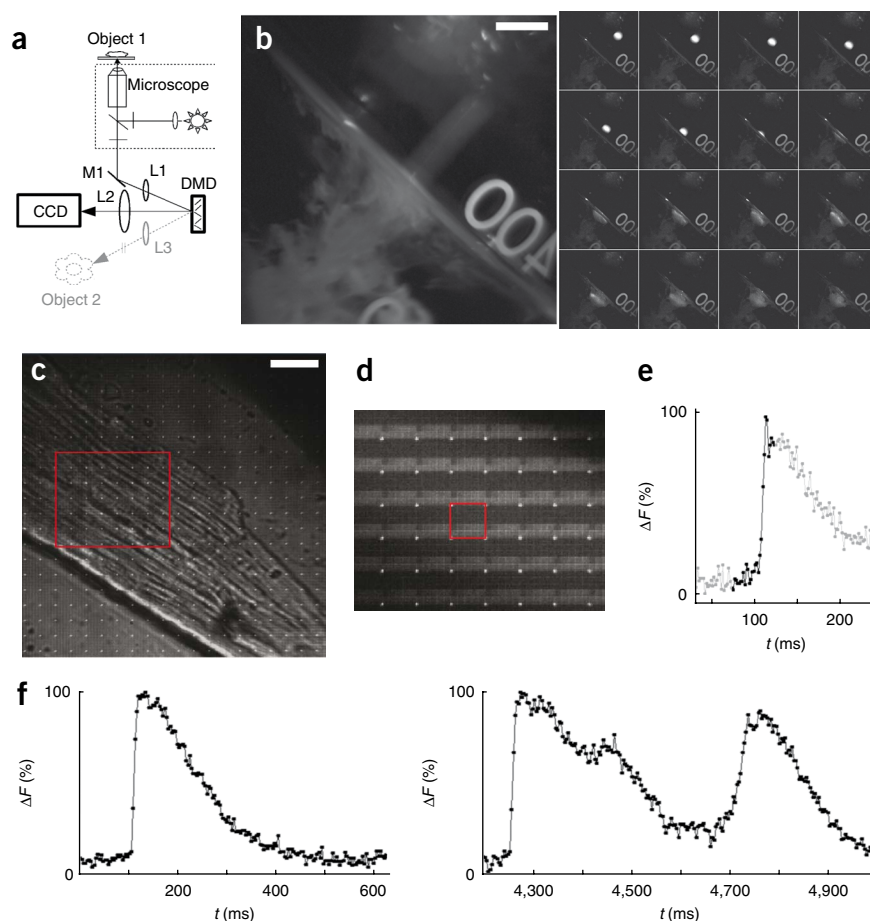 a
Object 1
Microscope
M1
L1
L2
DMD
CCD
L3
Object 2
b
400
c
d
e
100
ΔF (%)
0
100 200
t (ms)
f
100
ΔF (%)
0
200 400 600
t (ms)
100
ΔF (%)
0
4,300 4,500 4,700 4,900
t (ms)